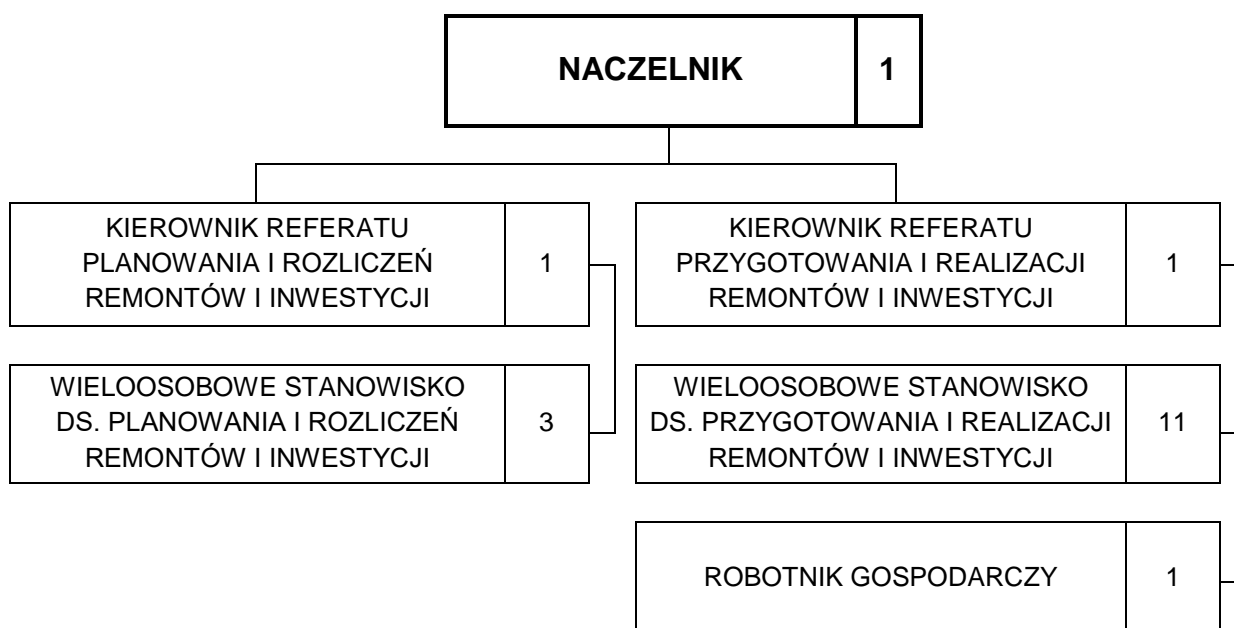 NACZELNIK
1
KIEROWNIK REFERATU
PLANOWANIA I ROZLICZEŃ
REMONTÓW I INWESTYCJI
1
KIEROWNIK REFERATU
PRZYGOTOWANIA I REALIZACJI
REMONTÓW I INWESTYCJI
1
WIELOOSOBOWE STANOWISKO
DS. PLANOWANIA I ROZLICZEŃ
REMONTÓW I INWESTYCJI
3
WIELOOSOBOWE STANOWISKO
DS. PRZYGOTOWANIA I REALIZACJI
REMONTÓW I INWESTYCJI
11
ROBOTNIK GOSPODARCZY
1